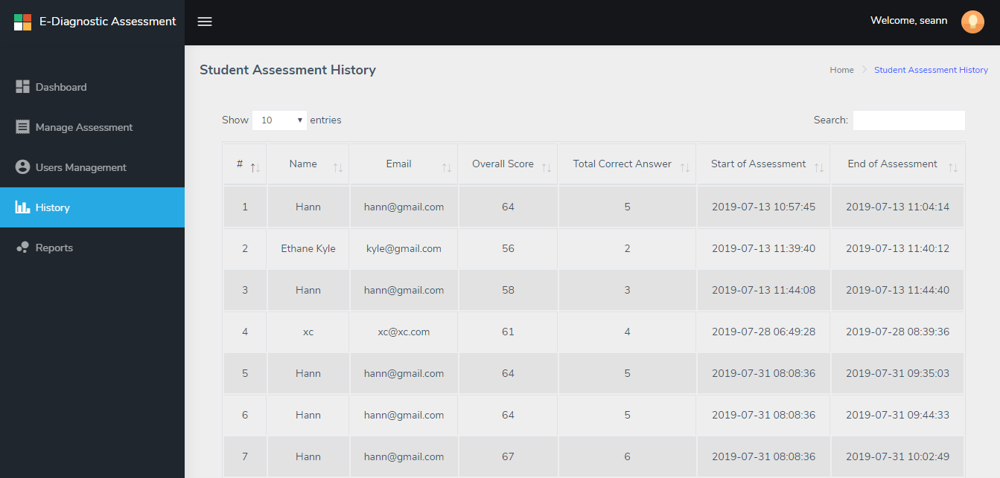 E-Diagnostic Assessment
Welcome, seann
Dashboard
Manage Assessment
Users Management
History
Reports
Student Assessment History
Home > Student Assessment History
Show 10 entries
Search:
# Name Email Overall Score Total Correct Answer Start of Assessment End of Assessment
1 Hann hann@gmail.com 64 5 2019-07-13 10:57:45 2019-07-13 11:04:14
2 Ethane Kyle kyle@gmail.com 56 2 2019-07-13 11:39:40 2019-07-13 11:40:12
3 Hann hann@gmail.com 58 3 2019-07-13 11:44:08 2019-07-13 11:44:40
4 xc xc@xc.com 61 4 2019-07-28 06:49:28 2019-07-28 08:39:36
5 Hann hann@gmail.com 64 5 2019-07-31 08:08:36 2019-07-31 09:35:03
6 Hann hann@gmail.com 64 5 2019-07-31 08:08:36 2019-07-31 09:44:33
7 Hann hann@gmail.com 67 6 2019-07-31 08:08:36 2019-07-31 10:02:49